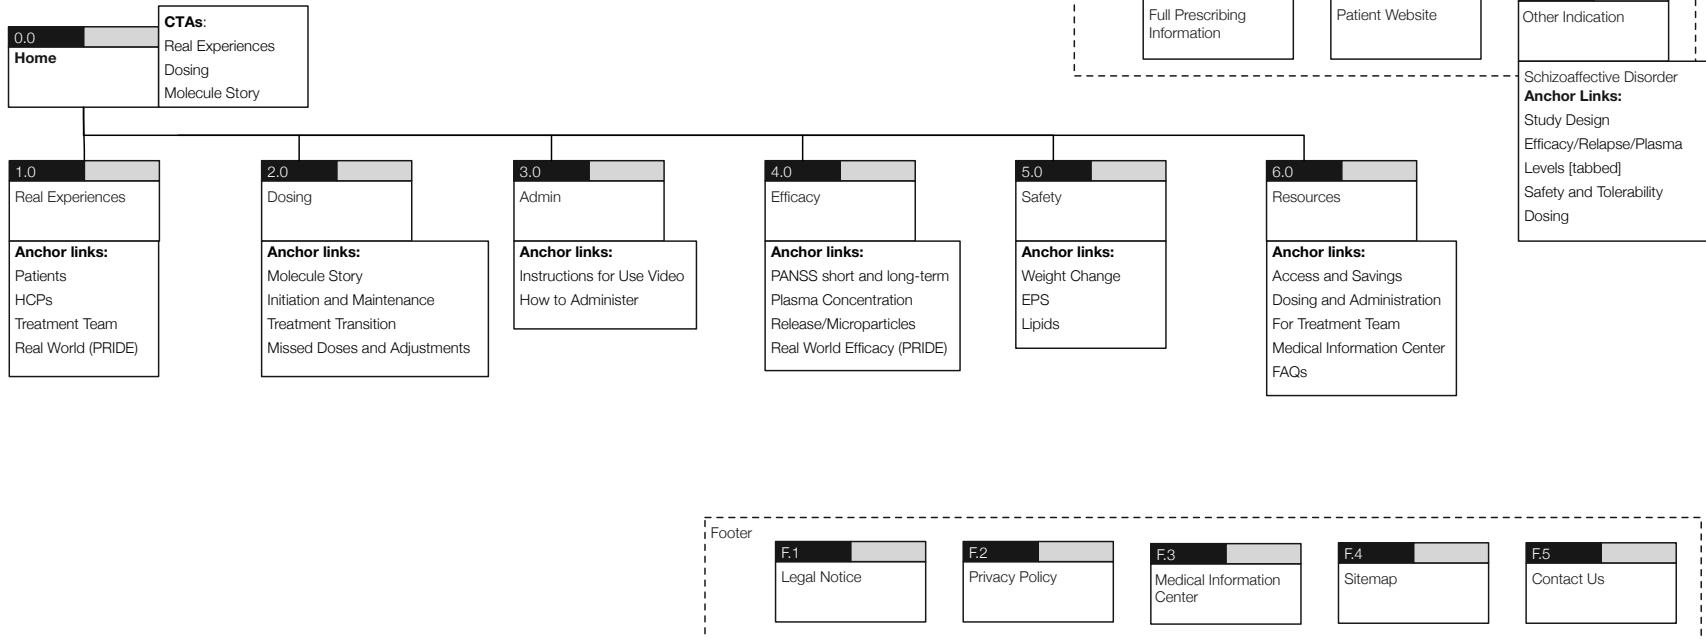 0.0
Home
CTAs:
Real Experiences
Dosing
Molecule Story
Full Prescribing
Information
Patient Website
Other Indication
Schizoaffective Disorder
Anchor Links:
Study Design
Efficacy/Relapse/Plasma
Levels [tabbed]
Safety and Tolerability
Dosing
1.0
Real Experiences
Anchor links:
Patients
HCPs
Treatment Team
Real World (PRIDE)
2.0
Dosing
Anchor links:
Molecule Story
Initiation and Maintenance
Treatment Transition
Missed Doses and Adjustments
3.0
Admin
Anchor links:
Instructions for Use Video
How to Administer
4.0
Efficacy
Anchor links:
PANSS short and long-term
Plasma Concentration
Release/Microparticles
Real World Efficacy (PRIDE)
5.0
Safety
Anchor links:
Weight Change
EPS
Lipids
6.0
Resources
Anchor links:
Access and Savings
Dosing and Administration
For Treatment Team
Medical Information Center
FAQs
Footer
F.1
Legal Notice
F.2
Privacy Policy
F.3
Medical Information
Center
F.4
Sitemap
F.5
Contact Us